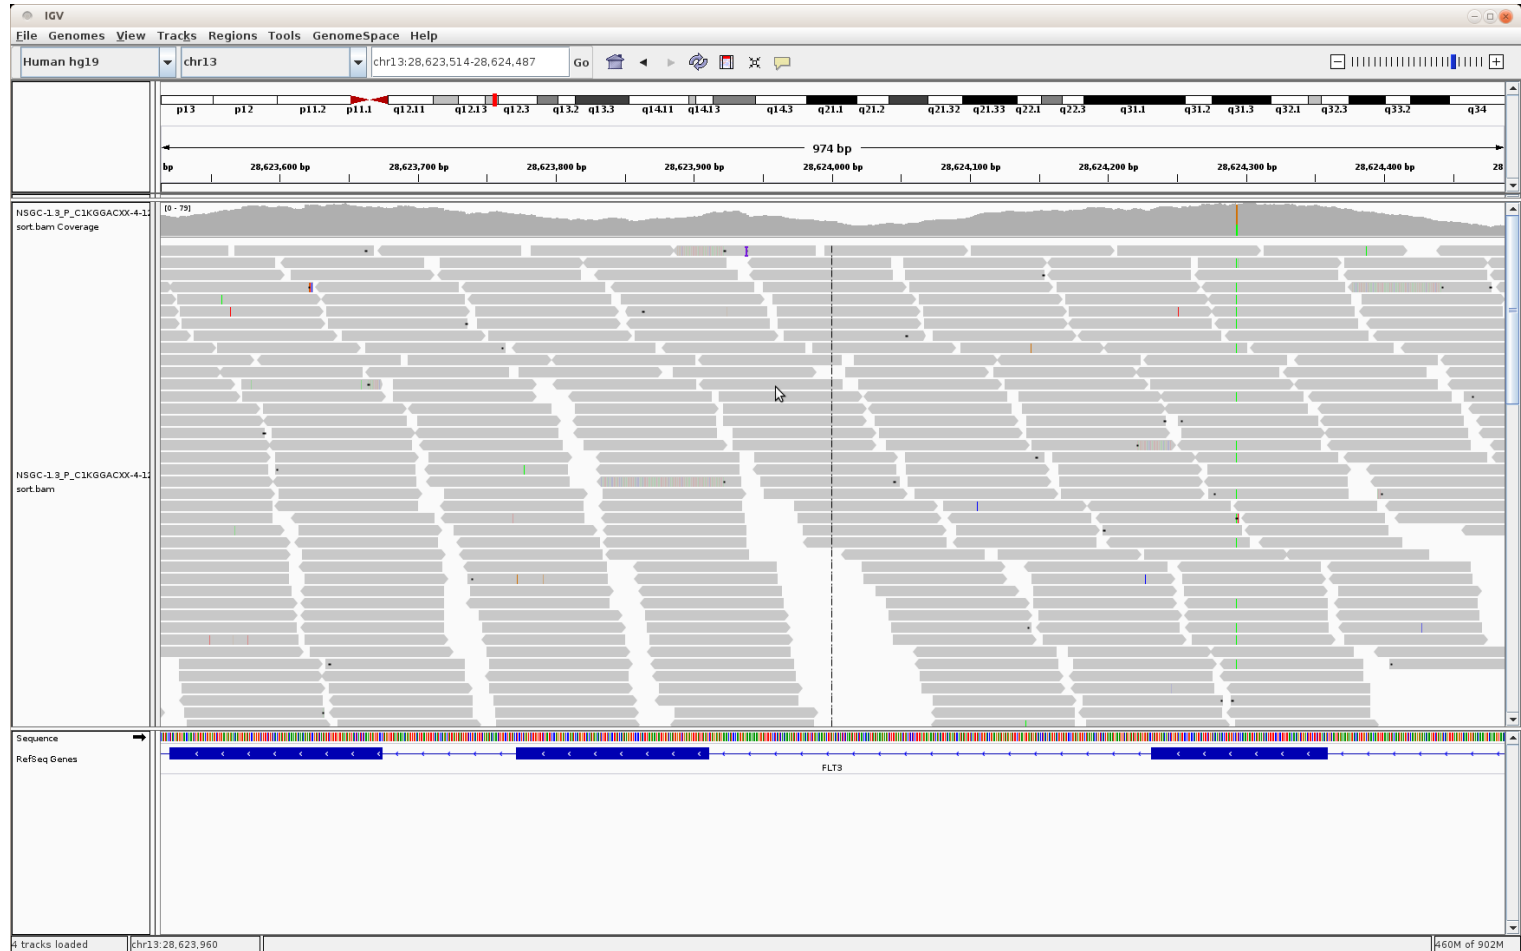 IGV
File Genomes View Tracks Regions Tools GenomeSpace Help
Human hg19 chr13 chr13:28,623,514-28,624,487 Go
p13 p12 p11.2 p11.1 q12.11 q12.13 q12.3 q13.2 q13.3 q14.11 q14.13 q14.3 q21.1 q21.2 q21.32 q21.33 q22.1 q22.3 q31.1 q31.2 q31.3 q32.1 q32.3 q33.2 q34
974 bp
bp 28,623,600 bp 28,623,700 bp 28,623,800 bp 28,623,900 bp 28,624,000 bp 28,624,100 bp 28,624,200 bp 28,624,300 bp 28,624,400 bp 28
NSGC-1.3_P_C1KGGACXX-4-12 [0 - 79]
sort.bam Coverage
NSGC-1.3_P_C1KGGACXX-4-12
sort.bam
Sequence
RefSeq Genes
FLT3
4 tracks loaded chr13:28,623,960 460M of 902M